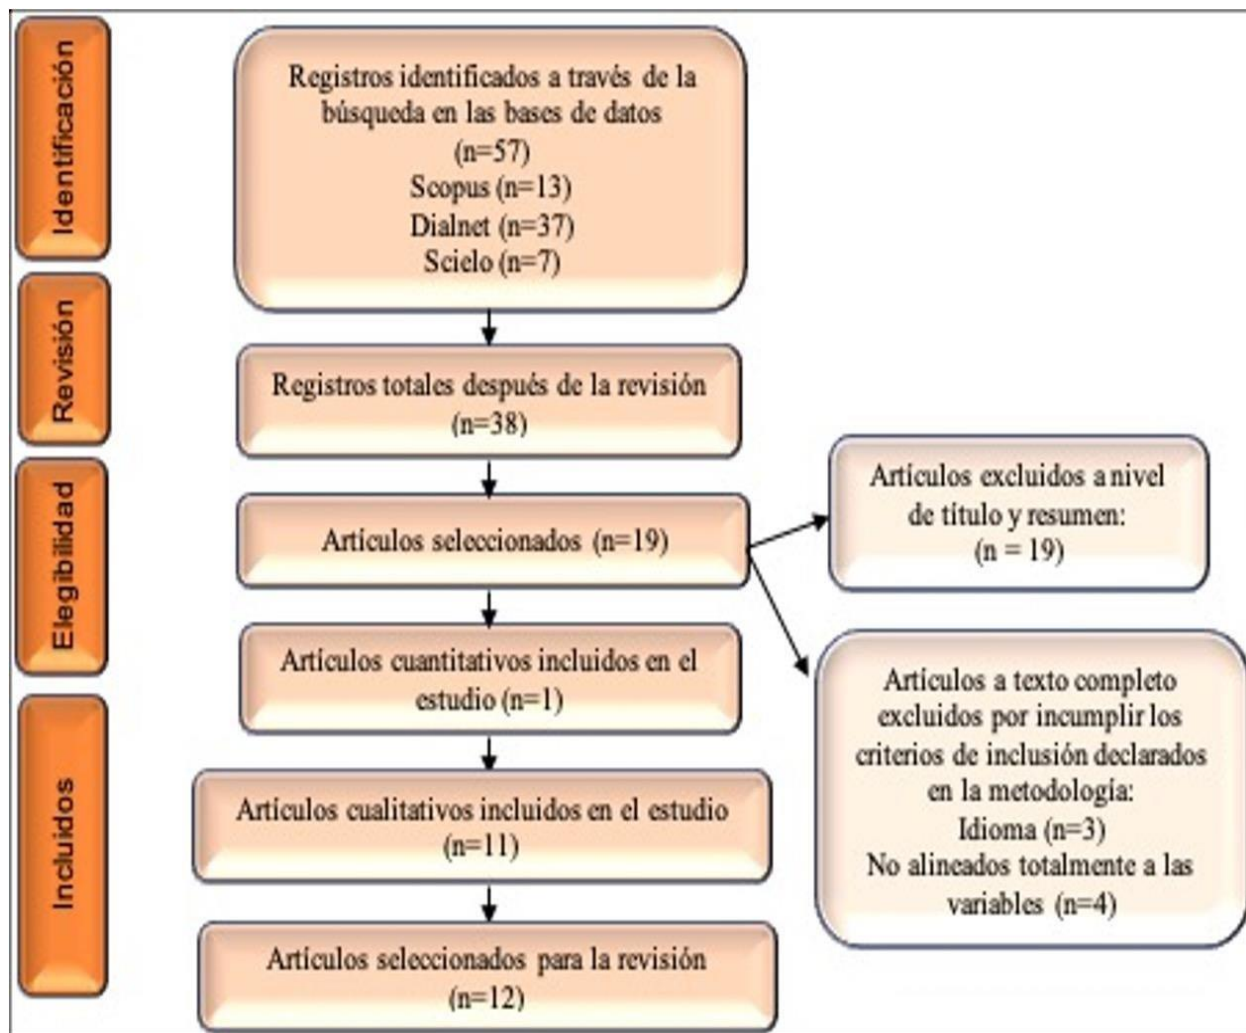 Identificación
Registros identificados a través de la
búsqueda en las bases de datos
(n=57)
Scopus (n=13)
Dialnet (n=37)
Scielo (n=7)
Revisión
Registros totales después de la revisión
(n=38)
Elegibilidad
Artículos seleccionados (n=19)
Artículos excluidos a nivel
de título y resumen:
(n = 19)
Artículos cuantitativos incluidos en el
estudio (n=1)
Artículos a texto completo
excluidos por incumplir los
criterios de inclusión declarados
en la metodología:
Idioma (n=3)
No alineados totalmente a las
variables (n=4)
Incluidos
Artículos cualitativos incluidos en el estudio
(n=11)
Artículos seleccionados para la revisión
(n=12)